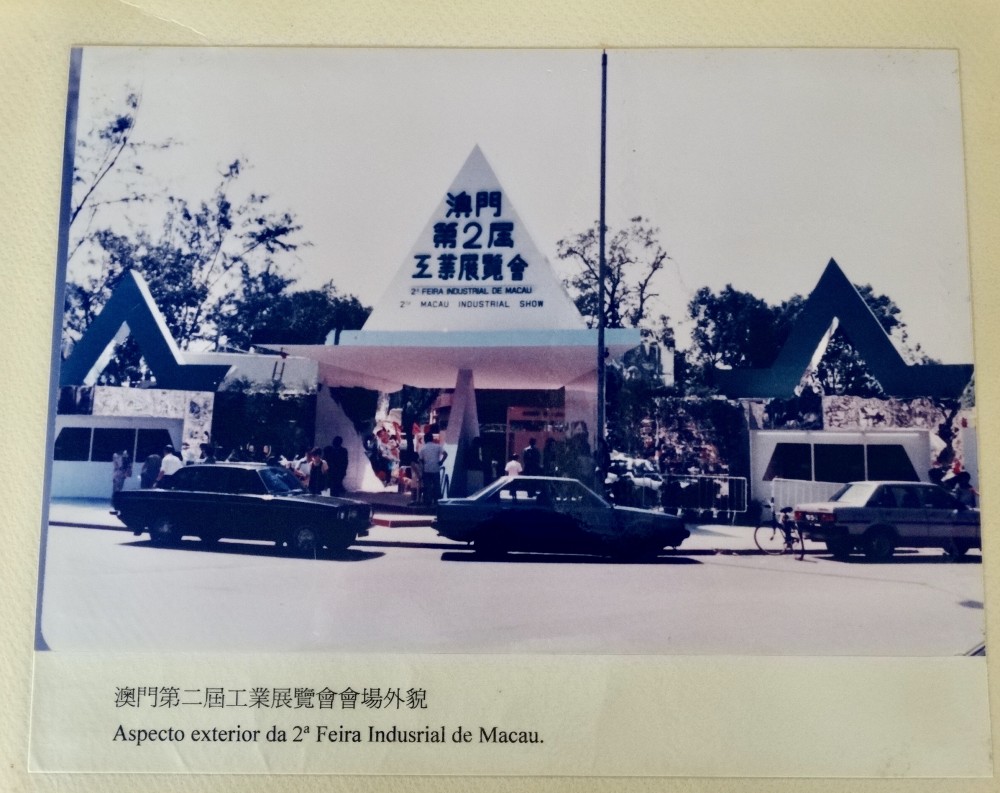 澳門
第2屆
工業展覽會
2ª FEIRA INDUSTRIAL DE MACAU
2ND MACAU INDUSTRIAL SHOW
澳門第二屆工業展覽會會場外貌
Aspecto exterior da 2ª Feira Indusrial de Macau.